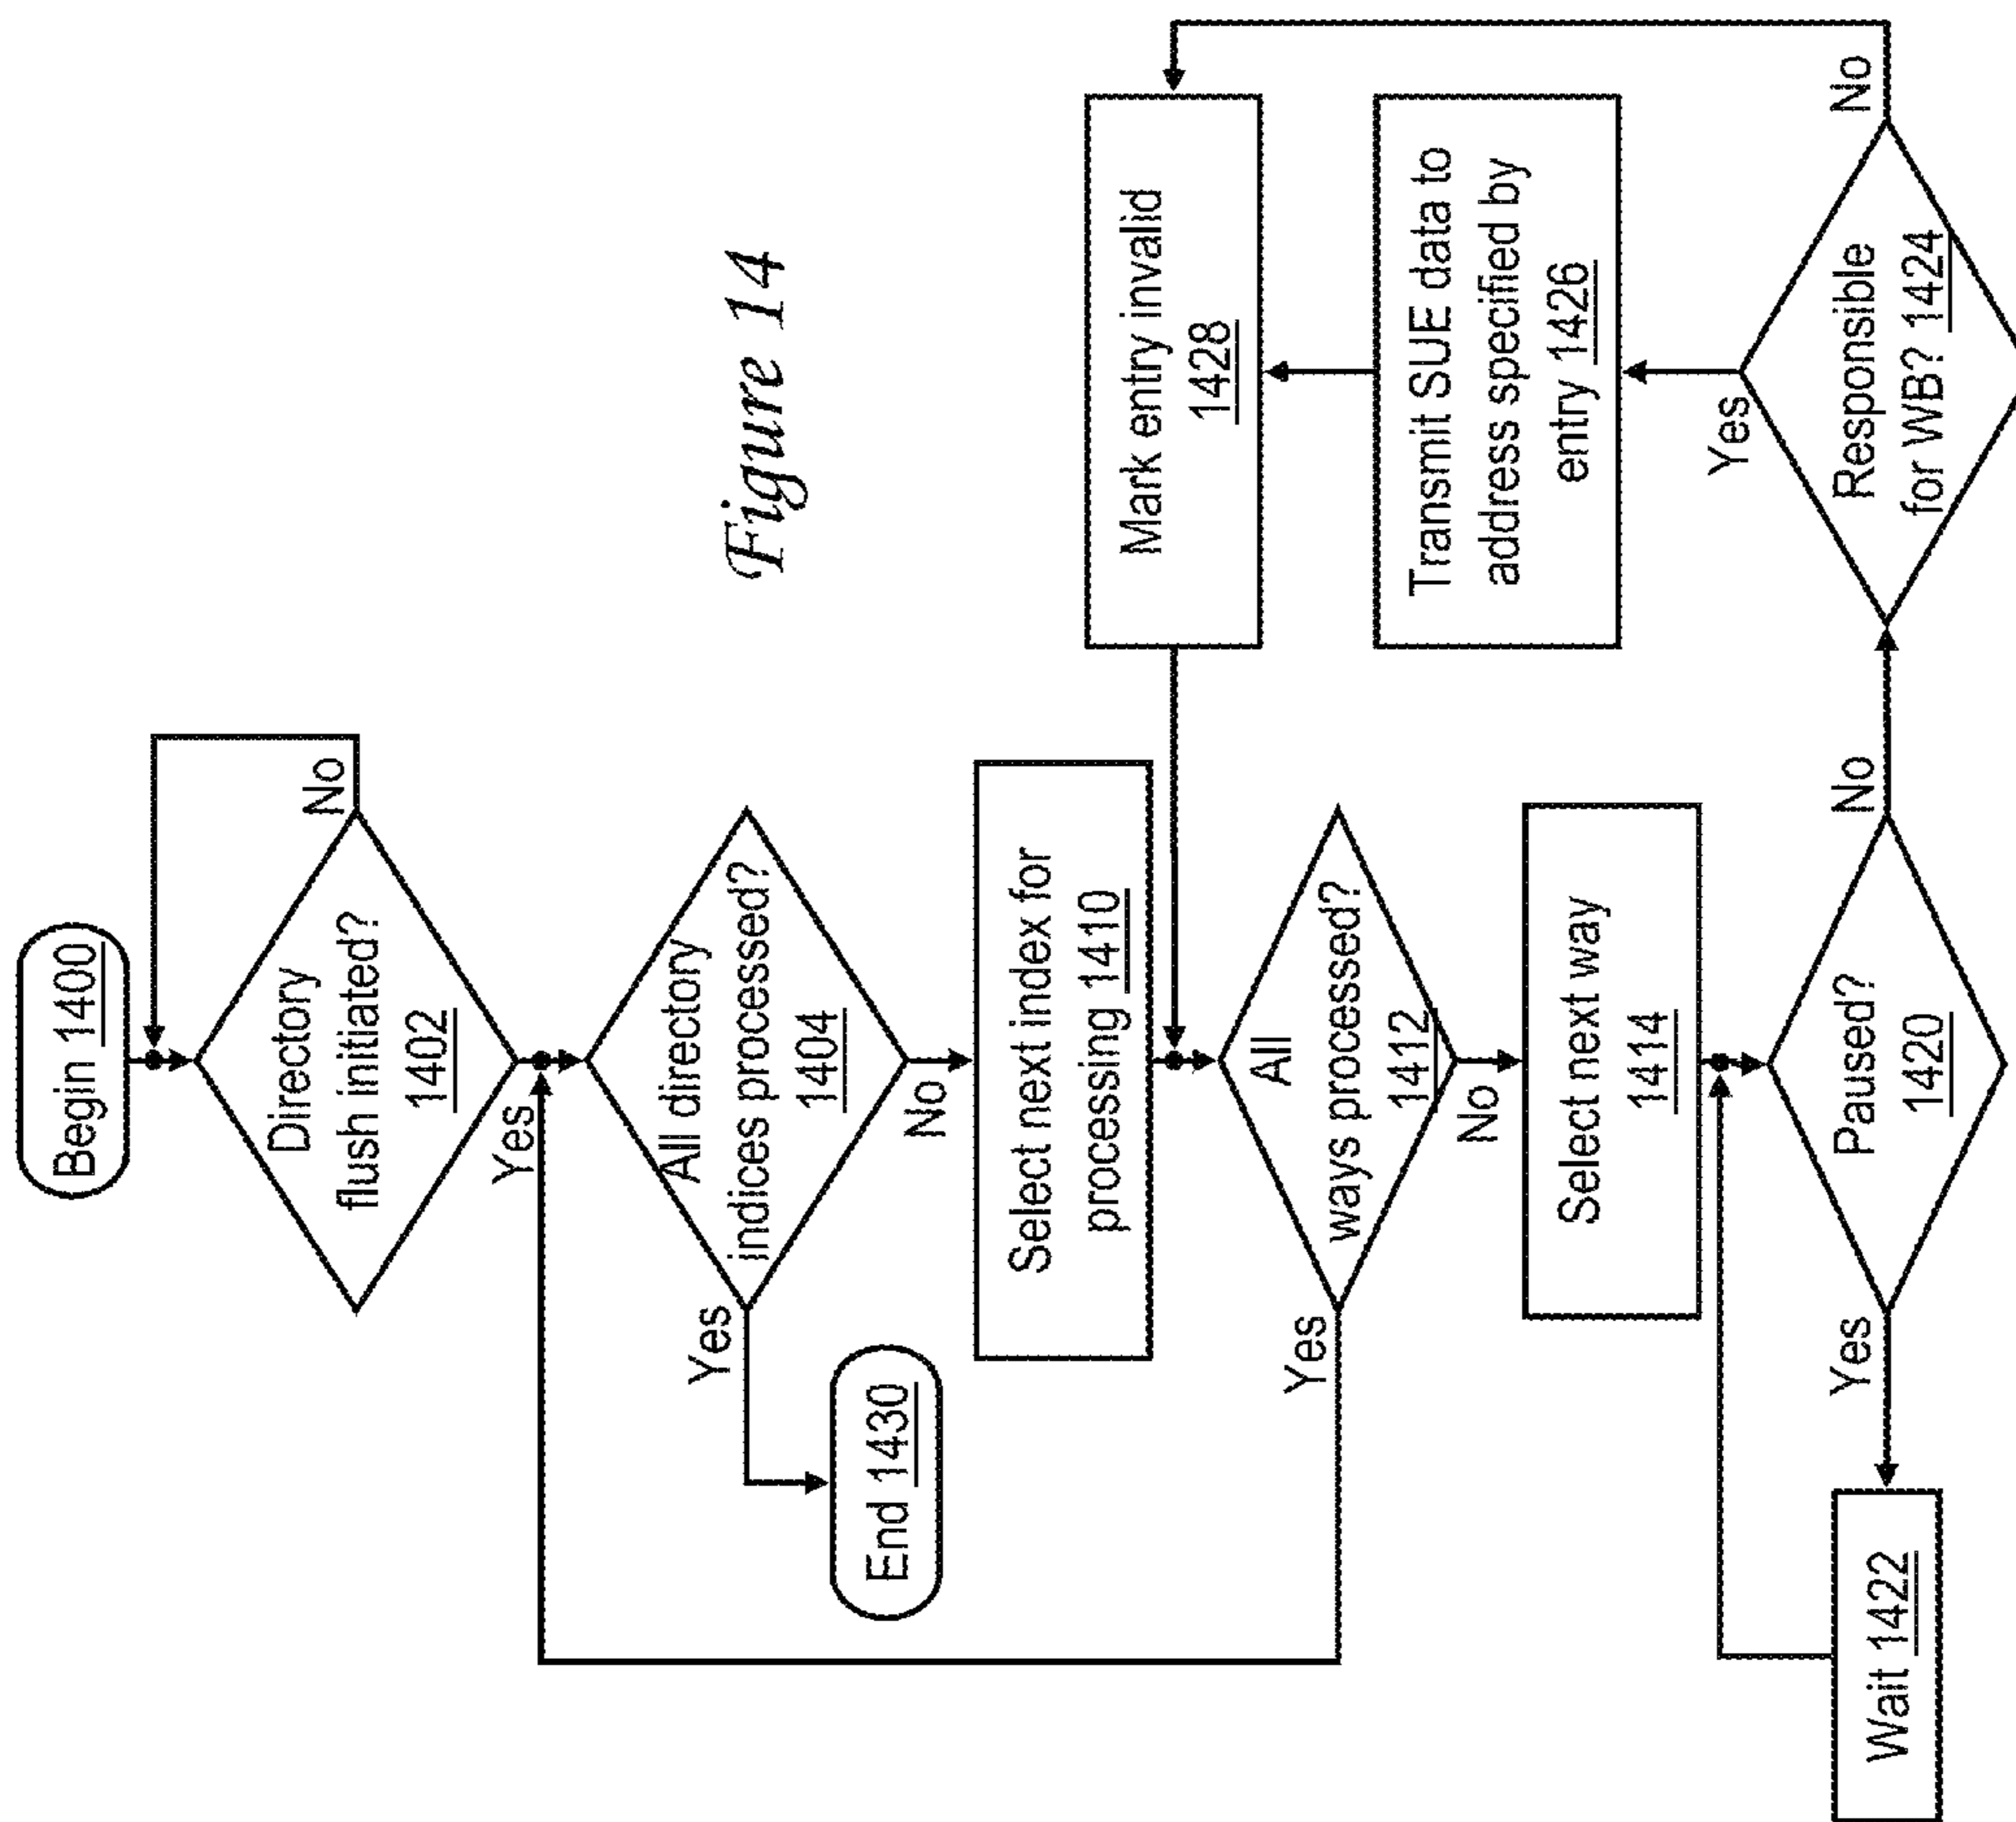 Begin 1400
Directory
flush initiated?
1402
No
Yes
All directory
indices processed?
1404
Yes
No
End 1430
Select next index for
processing 1410
All
ways processed?
1412
Yes
No
Select next way
1414
Paused?
1420
Yes
No
Wait 1422
Responsible
for WB? 1424
Yes
No
Transmit SUE data to
address specified by
entry 1426
Mark entry invalid
1428
Figure 14